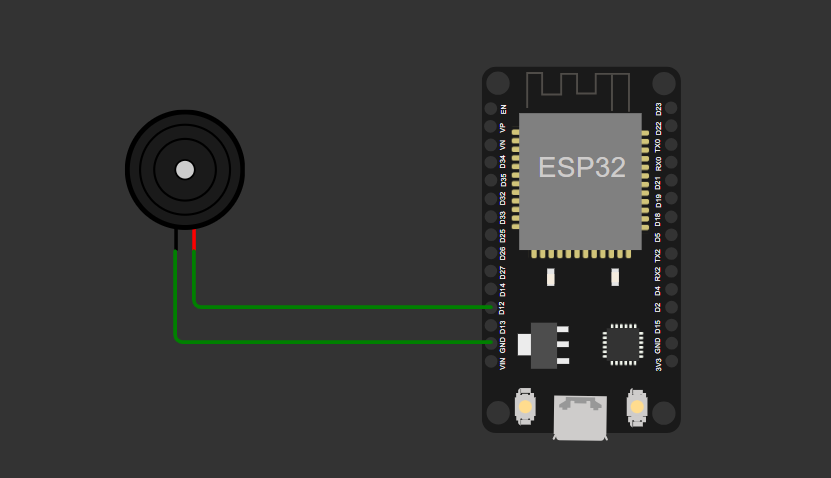 ESP32
EN
VP
VN
D34
D35
D32
D33
D25
D26
D27
D14
D12
D13
GND
VIN
D23
D22
TX0
RX0
D21
D19
D18
D5
TX2
RX2
D4
D2
D15
GND
3V3